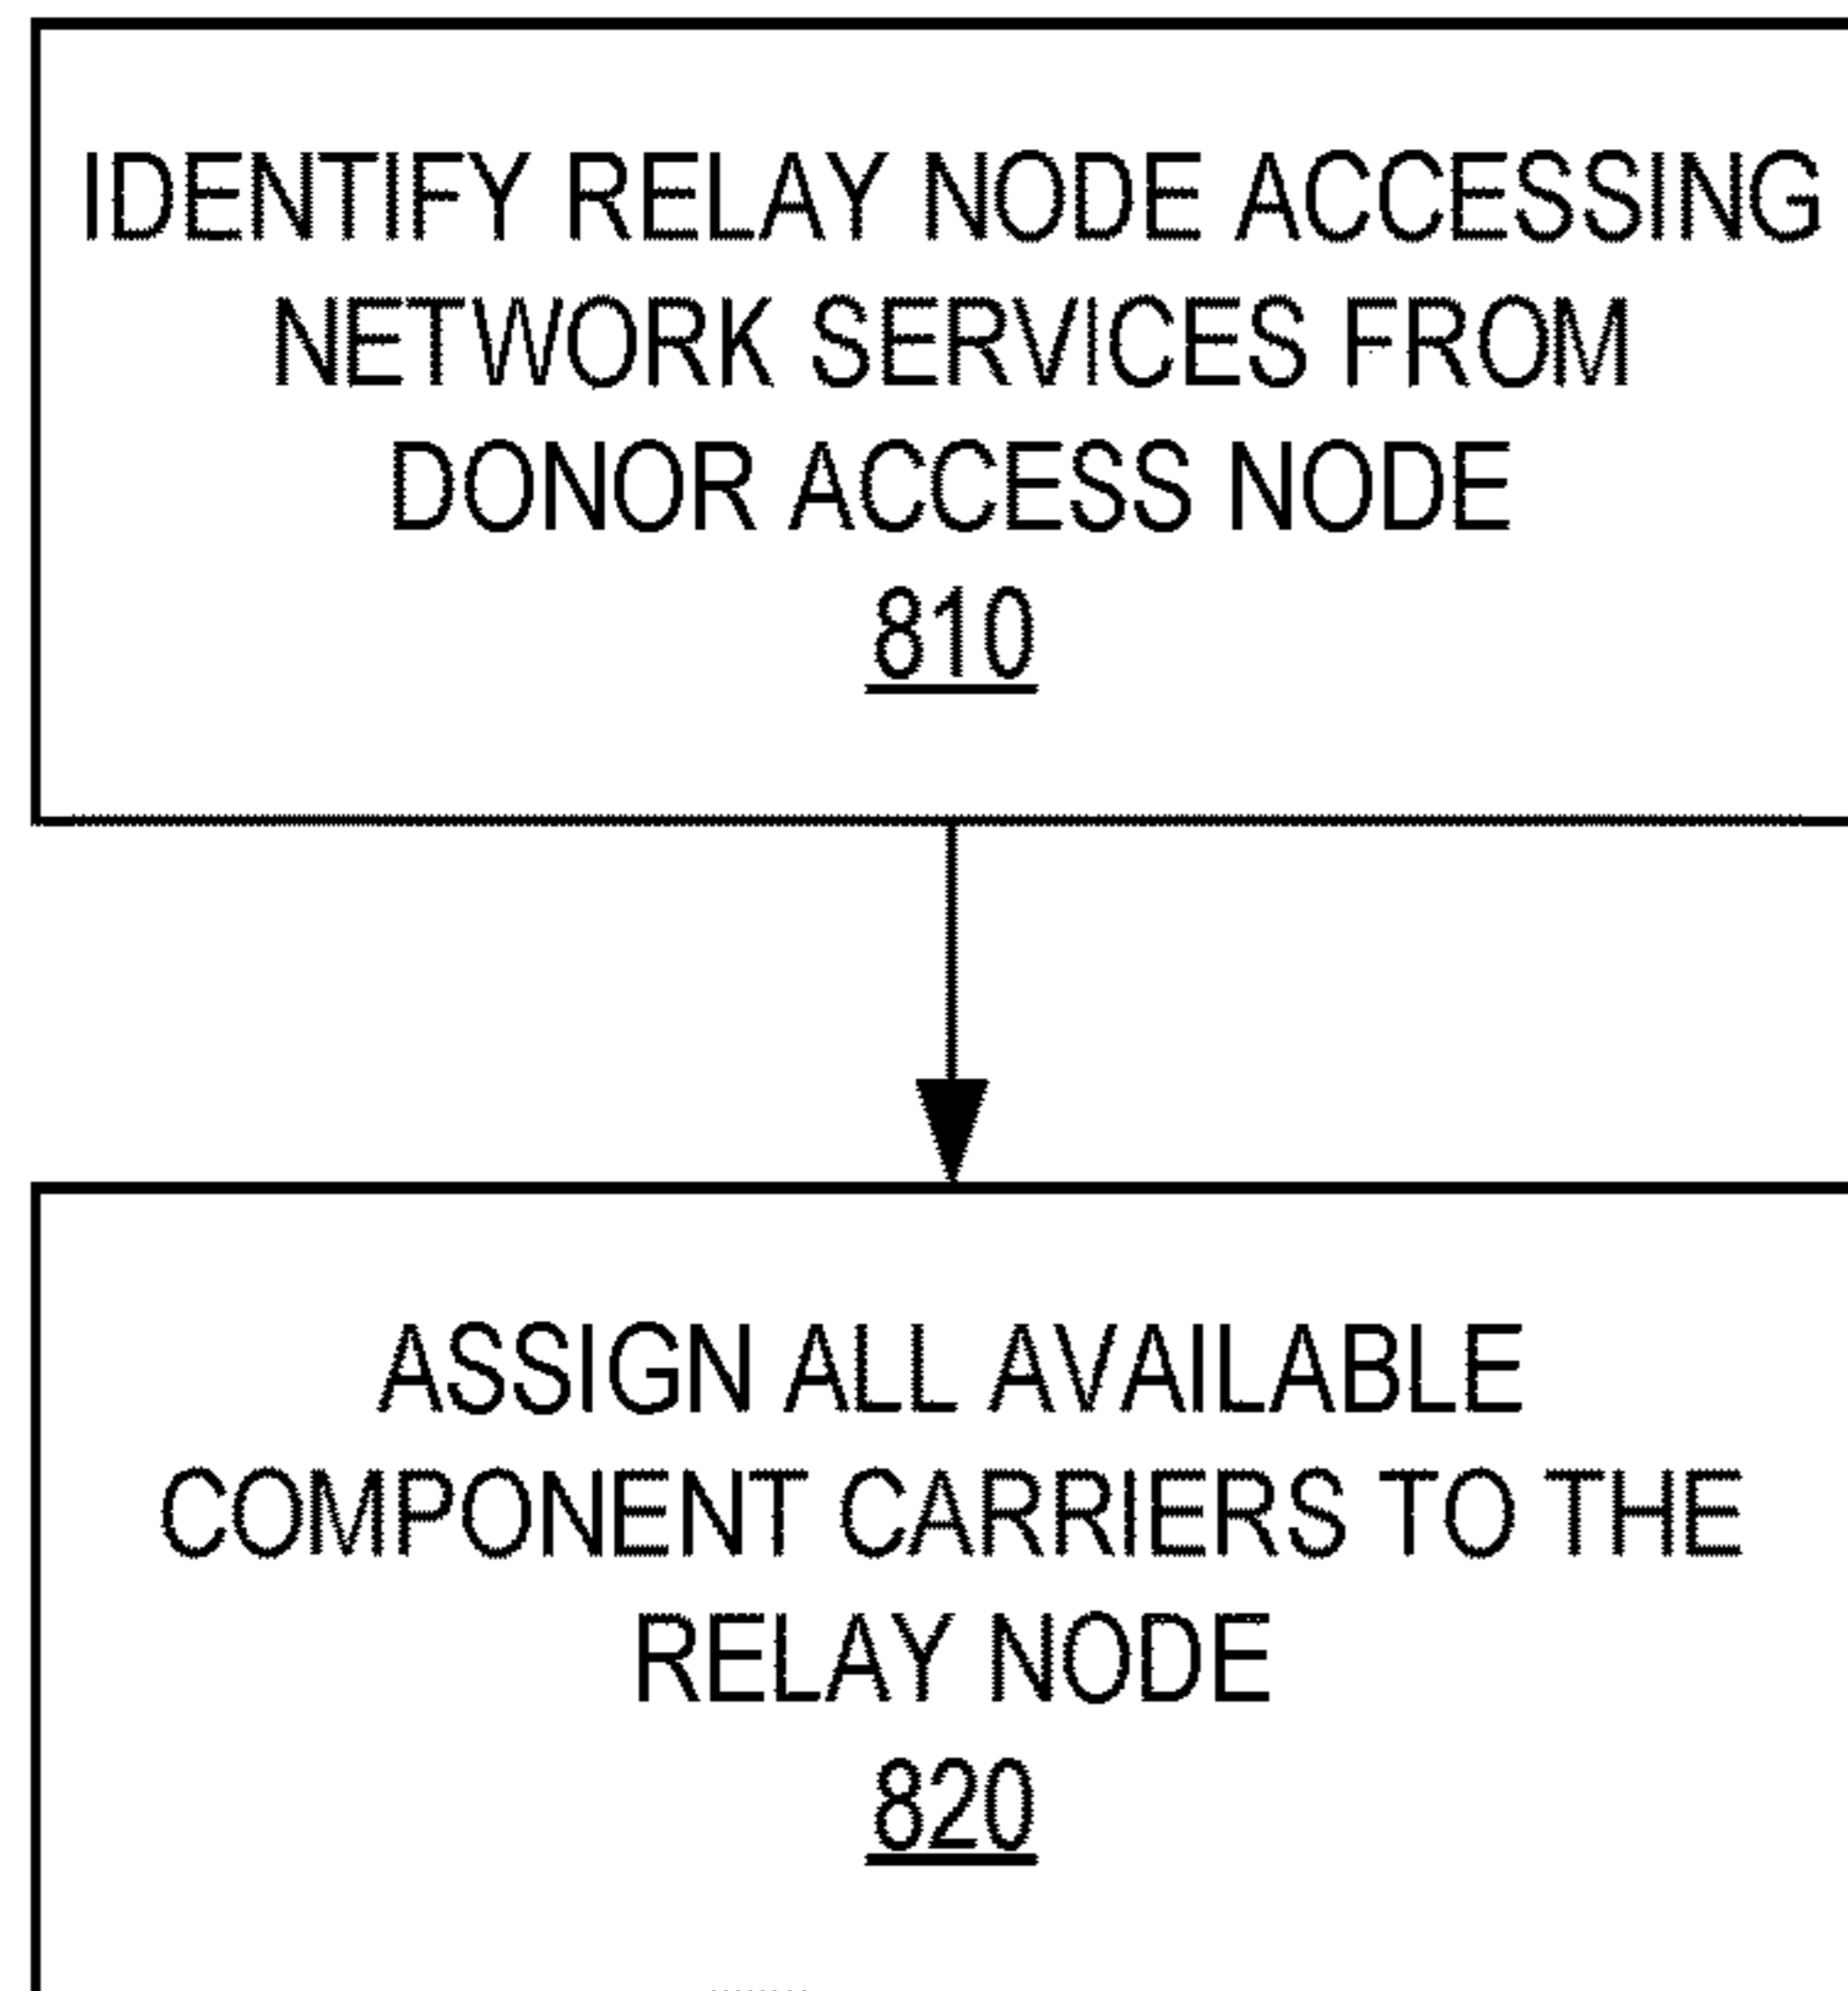 IDENTIFY RELAY NODE ACCESSING
NETWORK SERVICES FROM
DONOR ACCESS NODE
810
ASSIGN ALL AVAILABLE
COMPONENT CARRIERS TO THE
RELAY NODE
820